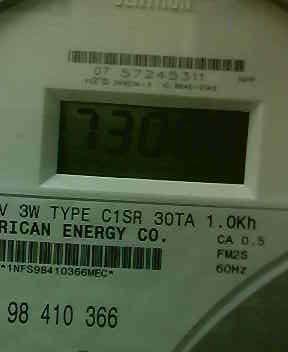 07 57245311
730
V 3W TYPE C1SR 30TA 1.0Kh
RICAN ENERGY CO.
CA 0.5
FM2S
60Hz
*1NFS98410366MEC*
98 410 366